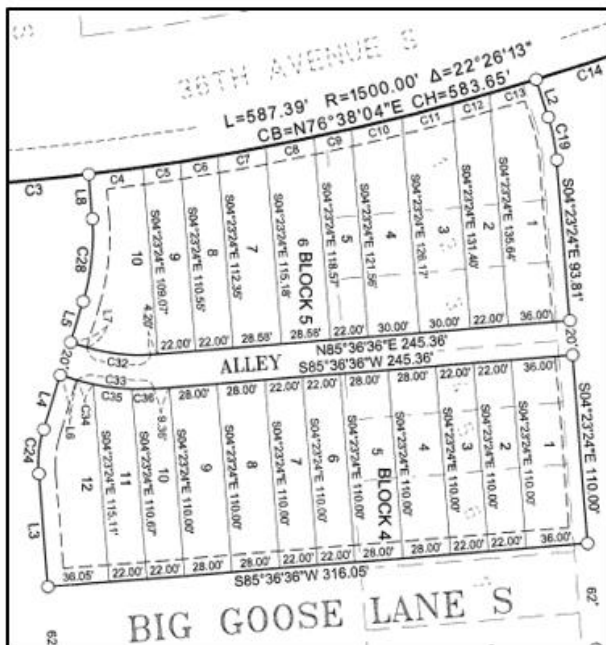 36TH AVENUE S
L=587.39' R=1500.00' Δ=22°26'13"
CB=N76°38'04"E CH=583.65'
C14
C13
C12
C11
C10
C9
C8
C7
C6
C5
C4
C3
L2
C19
S04°23'24"E 93.81'
L8
C28
L5
L7
10
S04°23'24"E 109.07'
9
S04°23'24"E 110.55'
8
S04°23'24"E 112.35'
7
S04°23'24"E 115.18'
6
BLOCK 5
S04°23'24"E 118.57'
5
S04°23'24"E 121.56'
4
S04°23'24"E 126.17'
3
S04°23'24"E 131.40'
2
S04°23'24"E 135.64'
1
4.20'
22.00'
22.00'
28.58'
28.58'
22.00'
30.00'
30.00'
22.00'
36.00'
20'
20'
C32
ALLEY
N85°36'36"E 245.36'
S85°36'36"W 245.36'
C33
C34
C35
C36
9.36'
28.00'
28.00'
22.00'
22.00'
28.00'
28.00'
22.00'
22.00'
36.00'
L4
L6
C24
L3
12
S04°23'24"E 115.11'
11
S04°23'24"E 110.67'
10
S04°23'24"E 110.00'
9
S04°23'24"E 110.00'
8
S04°23'24"E 110.00'
7
S04°23'24"E 110.00'
6
S04°23'24"E 110.00'
5
BLOCK 4
S04°23'24"E 110.00'
4
S04°23'24"E 110.00'
3
S04°23'24"E 110.00'
2
S04°23'24"E 110.00'
1
S04°23'24"E 110.00'
36.05'
22.00'
22.00'
28.00'
28.00'
22.00'
22.00'
28.00'
28.00'
22.00'
22.00'
36.00'
S85°36'36"W 316.05'
62'
62'
BIG GOOSE LANE S